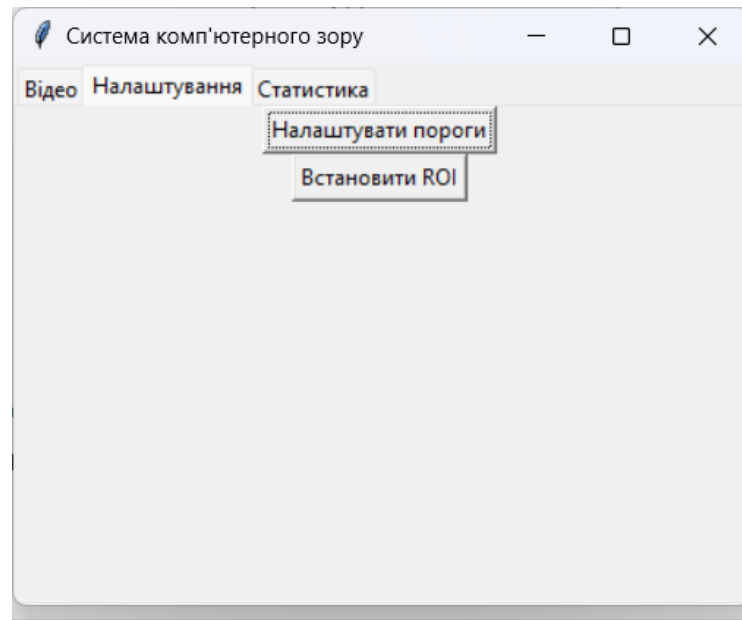 Система комп'ютерного зору
Відео Налаштування Статистика
Налаштувати пороги
Встановити ROI